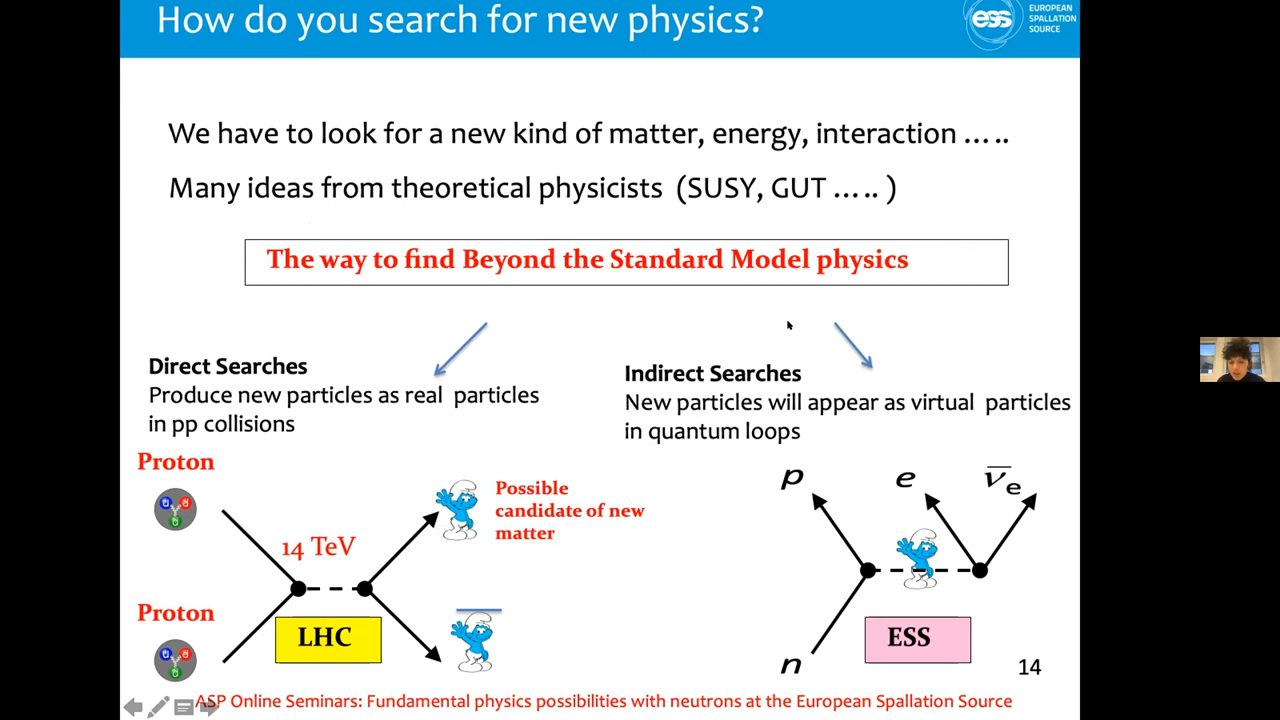 How do you search for new physics?
ess
EUROPEAN
SPALLATION
SOURCE
We have to look for a new kind of matter, energy, interaction … ..
Many ideas from theoretical physicists (SUSY, GUT … .. )
The way to find Beyond the Standard Model physics
Direct Searches
Produce new particles as real particles
in pp collisions
Indirect Searches
New particles will appear as virtual particles
in quantum loops
Proton
Possible
candidate of new
matter
14 TeV
Proton
LHC
p
e
ν̅e
n
ESS
14
ASP Online Seminars: Fundamental physics possibilities with neutrons at the European Spallation Source